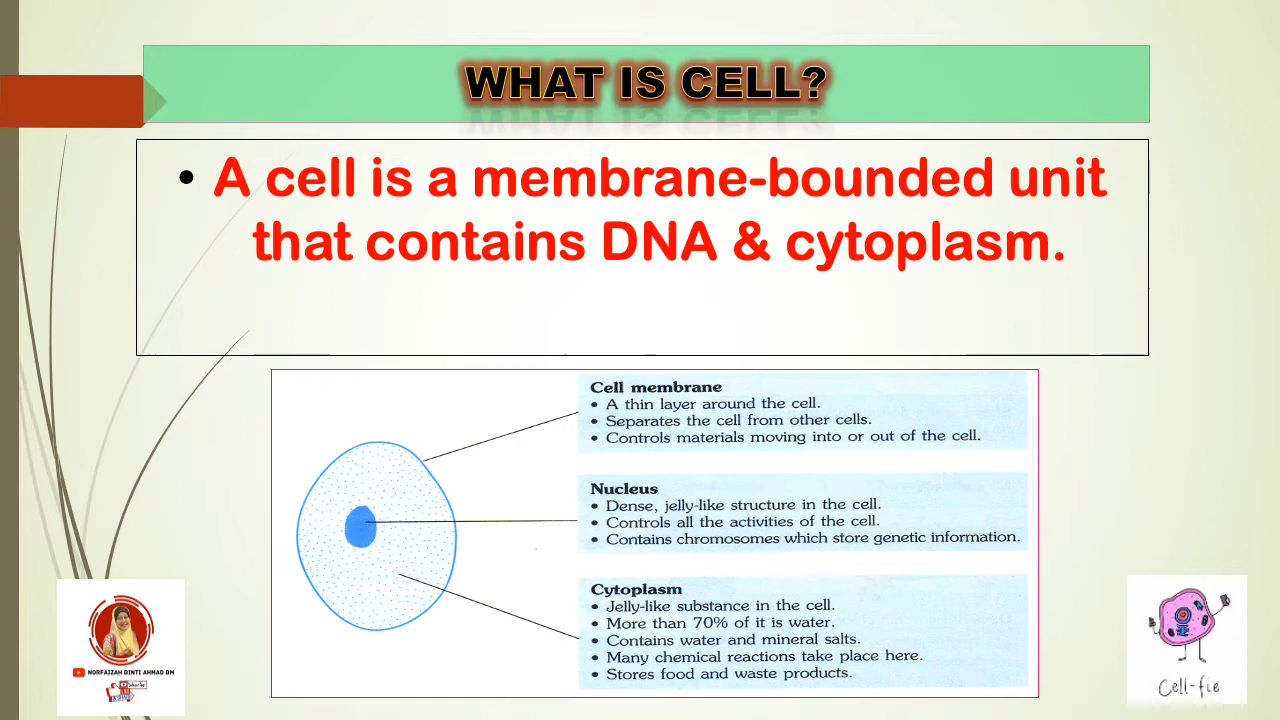 WHAT IS CELL?
• A cell is a membrane-bounded unit
that contains DNA & cytoplasm.
Cell membrane
• A thin layer around the cell.
• Separates the cell from other cells.
• Controls materials moving into or out of the cell.
Nucleus
• Dense, jelly-like structure in the cell.
• Controls all the activities of the cell.
• Contains chromosomes which store genetic information.
Cytoplasm
• Jelly-like substance in the cell.
• More than 70% of it is water.
• Contains water and mineral salts.
• Many chemical reactions take place here.
• Stores food and waste products.
NORFAIZAH BINTI AHMAD BM
Subscribe
Cell-fie